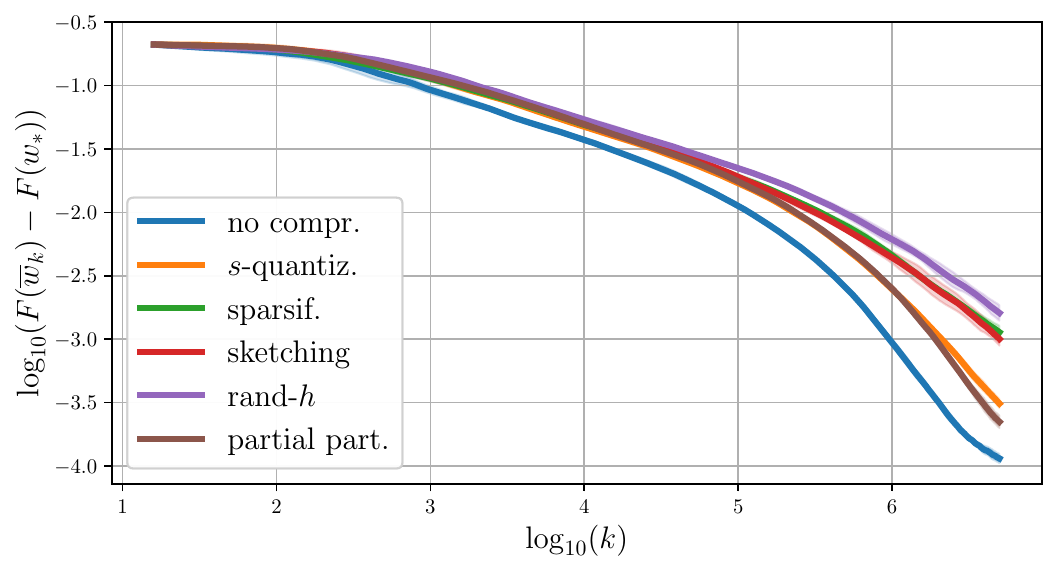 log₁₀(F(w̅ₖ) − F(w⁎))
−0.5
−1.0
−1.5
−2.0
−2.5
−3.0
−3.5
−4.0
no compr.
s-quantiz.
sparsif.
sketching
rand-h
partial part.
1 2 3 4 5 6
log₁₀(k)